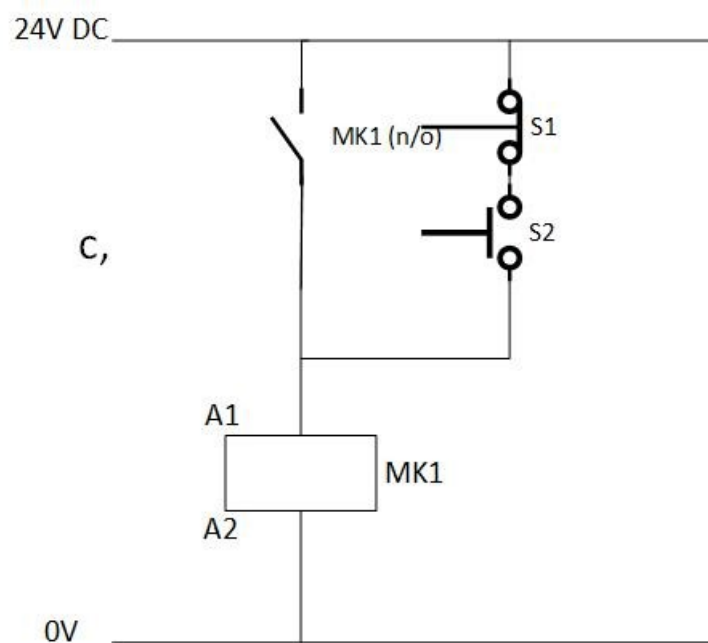 24V DC
MK1 (n/o)
S1
S2
c,
A1
MK1
A2
0V